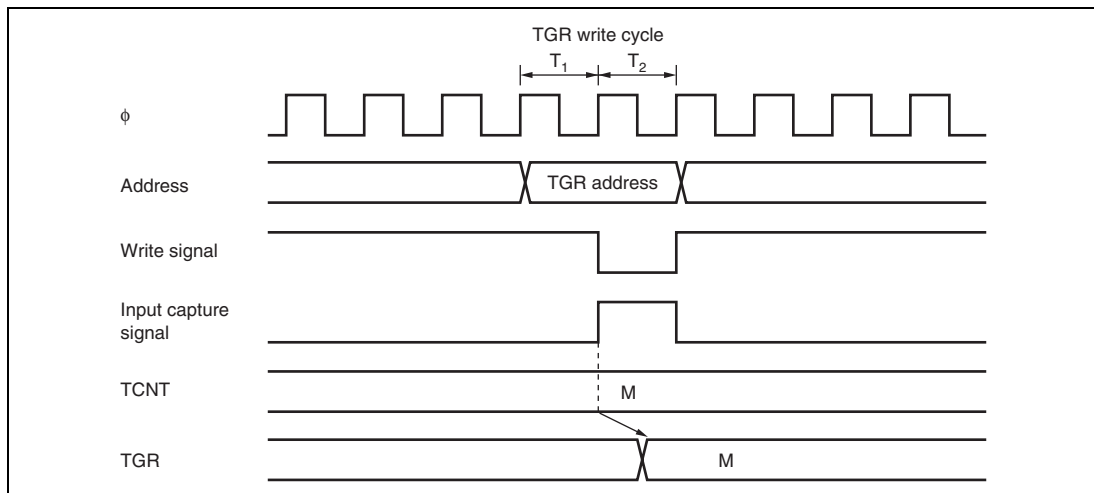 TGR write cycle
T₁ T₂
ϕ
Address
TGR address
Write signal
Input capture
signal
TCNT
M
TGR
M